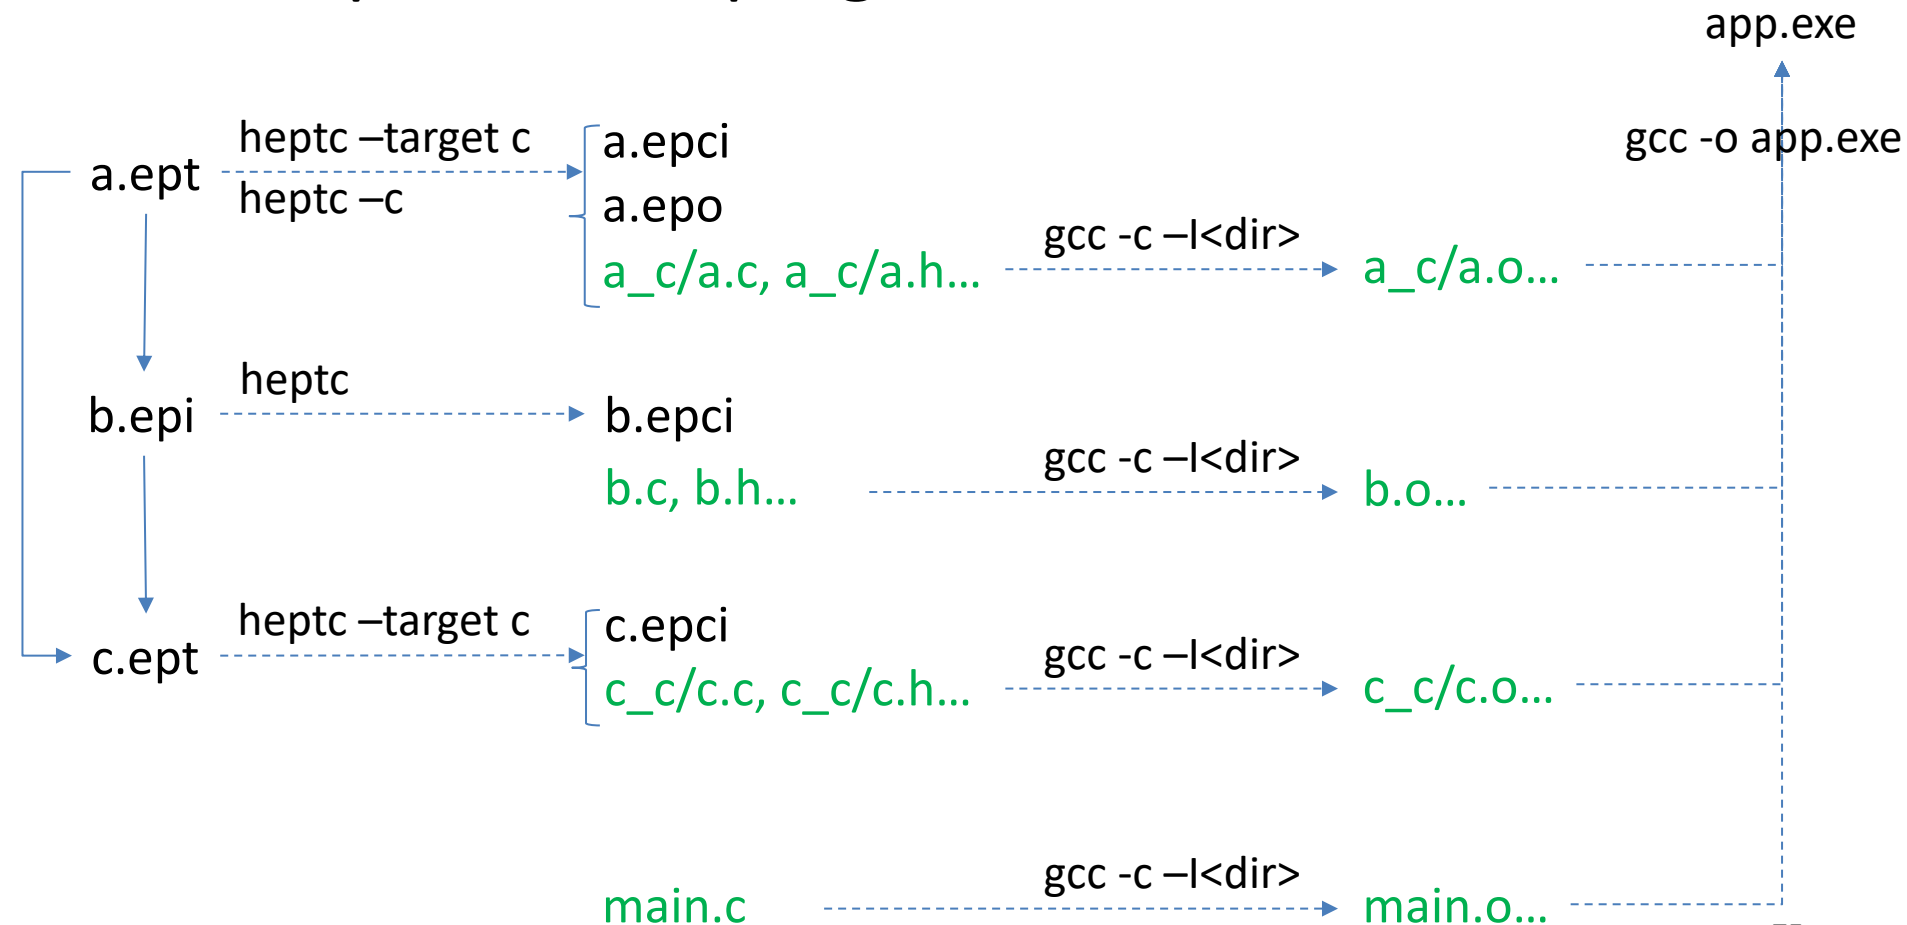 app.exe
gcc -o app.exe
heptc –target c
a.ept
heptc –c
a.epci
a.epo
a_c/a.c, a_c/a.h...
gcc -c –I<dir>
a_c/a.o...
b.epi
heptc
b.epci
b.c, b.h...
gcc -c –I<dir>
b.o...
c.ept
heptc –target c
c.epci
c_c/c.c, c_c/c.h...
gcc -c –I<dir>
c_c/c.o...
main.c
gcc -c –I<dir>
main.o...